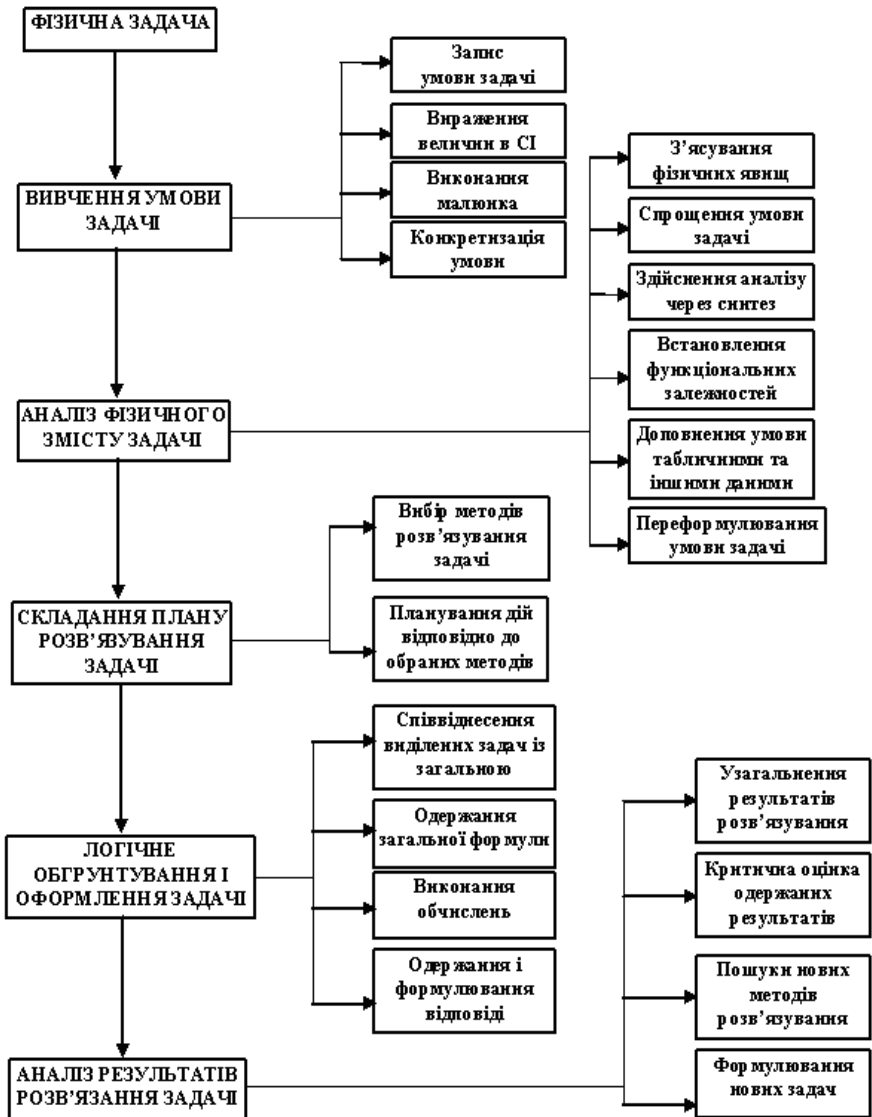 ФІЗИЧНА ЗАДАЧА
Запис
умови задачі
Вираження
величин в СІ
Виконання
малюнка
Конкретизація
умови
ВИВЧЕННЯ УМОВИ
ЗАДАЧІ
З’ясування
фізичних явищ
Спрощення умови
задачі
Здійснення аналізу
через синтез
Встановлення
функціональних
залежностей
Доповнення умови
табличними та
іншими даними
Переформулювання
умови задачі
АНАЛІЗ ФІЗИЧНОГО
ЗМІСТУ ЗАДАЧІ
Вибір методів
розв’язування
задачі
Планування дій
відповідно до
обраних методів
СКЛАДАННЯ ПЛАНУ
РОЗВ’ЯЗУВАННЯ
ЗАДАЧІ
Співвіднесення
виділених задач із
загальною
Одержання
загальної формули
Виконання
обчислень
Одержання і
формулювання
відповіді
ЛОГІЧНЕ
ОБГРУНТУВАННЯ І
ОФОРМЛЕННЯ ЗАДАЧІ
Узагальнення
результатів
розв’язування
Критична оцінка
одержаних
результатів
Пошуки нових
методів
розв’язування
Формулювання
нових задач
АНАЛІЗ РЕЗУЛЬТАТІВ
РОЗВ’ЯЗАННЯ ЗАДАЧІ